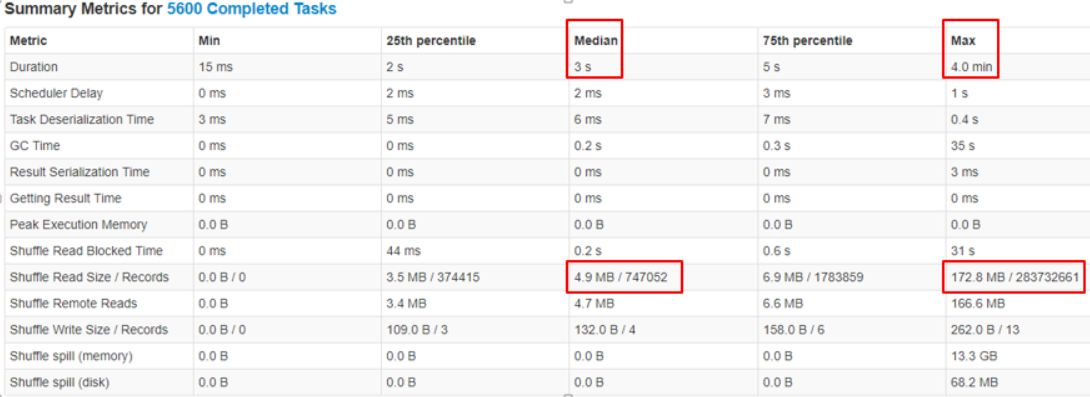 Summary Metrics for 5600 Completed Tasks
Metric Min 25th percentile Median 75th percentile Max
Duration 15 ms 2 s 3 s 5 s 4.0 min
Scheduler Delay 0 ms 2 ms 2 ms 3 ms 1 s
Task Deserialization Time 3 ms 5 ms 6 ms 7 ms 0.4 s
GC Time 0 ms 0 ms 0.2 s 0.3 s 35 s
Result Serialization Time 0 ms 0 ms 0 ms 0 ms 3 ms
Getting Result Time 0 ms 0 ms 0 ms 0 ms 0 ms
Peak Execution Memory 0.0 B 0.0 B 0.0 B 0.0 B 0.0 B
Shuffle Read Blocked Time 0 ms 44 ms 0.2 s 0.6 s 31 s
Shuffle Read Size / Records 0.0 B / 0 3.5 MB / 374415 4.9 MB / 747052 6.9 MB / 1783859 172.8 MB / 283732661
Shuffle Remote Reads 0.0 B 3.4 MB 4.7 MB 6.6 MB 166.6 MB
Shuffle Write Size / Records 0.0 B / 0 109.0 B / 3 132.0 B / 4 158.0 B / 6 262.0 B / 13
Shuffle spill (memory) 0.0 B 0.0 B 0.0 B 0.0 B 13.3 GB
Shuffle spill (disk) 0.0 B 0.0 B 0.0 B 0.0 B 68.2 MB